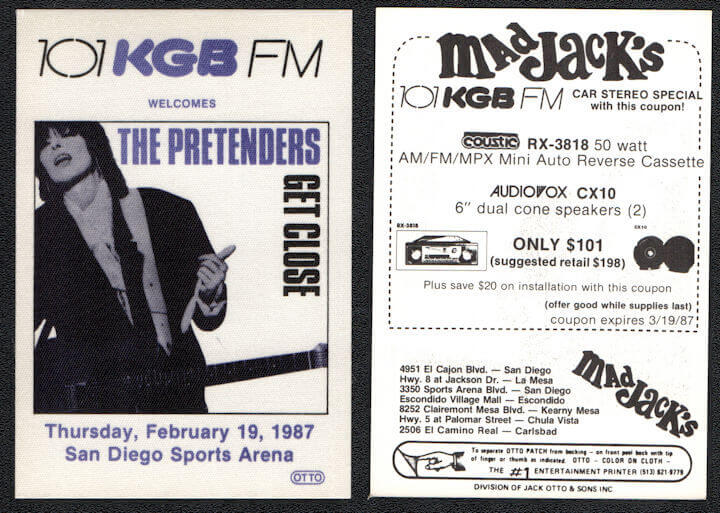 101 KGB FM
WELCOMES
THE PRETENDERS
GET CLOSE
Thursday, February 19, 1987
San Diego Sports Arena
OTTO
MAD JACK'S
101 KGB FM CAR STEREO SPECIAL
with this coupon!
COUSTIC RX-3818 50 watt
AM/FM/MPX Mini Auto Reverse Cassette
AUDIOVOX CX10
6" dual cone speakers (2)
RX-3818
CX10
ONLY $101
(suggested retail $198)
Plus save $20 on installation with this coupon
(offer good while supplies last)
coupon expires 3/19/87
4951 El Cajon Blvd. — San Diego
Hwy. 8 at Jackson Dr. — La Mesa
3350 Sports Arena Blvd. — San Diego
Escondido Village Mall — Escondido
8252 Clairemont Mesa Blvd. — Kearny Mesa
Hwy. 5 at Palomar Street — Chula Vista
2506 El Camino Real — Carlsbad
MAD JACK'S
To separate OTTO PATCH from backing - on front peel back with tip
of finger or thumb as indicated. OTTO - COLOR ON CLOTH -
THE #1 ENTERTAINMENT PRINTER (513) 821-9779
DIVISION OF JACK OTTO & SONS INC